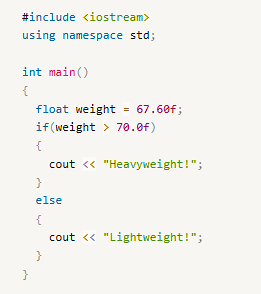 #include <iostream>
using namespace std;

int main()
{
  float weight = 67.60f;
  if(weight > 70.0f)
  {
    cout << "Heavyweight!";
  }
  else
  {
    cout << "Lightweight!";
  }
}